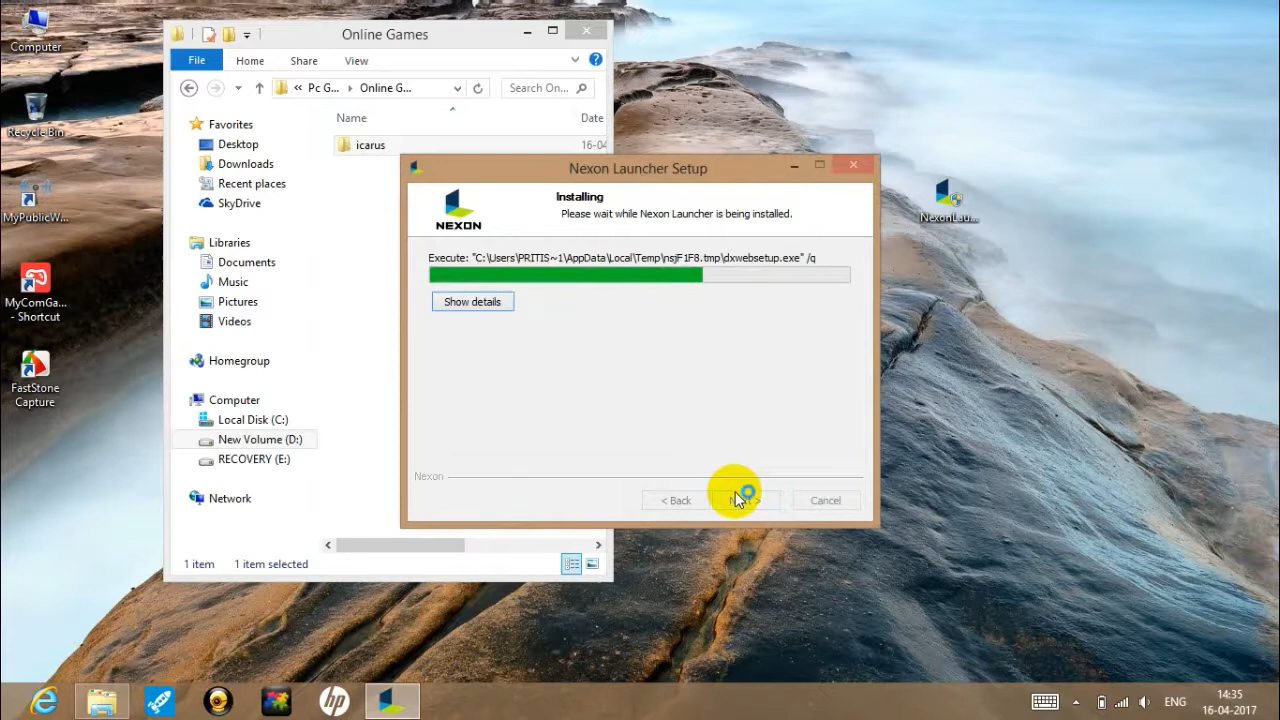 Computer
Recycle Bin
MyPublicW...
MyComGa...
- Shortcut
FastStone
Capture
Online Games
File
Home
Share
View
« Pc G...
Online G...
Search On...
Name
Date
Favorites
Desktop
Downloads
Recent places
SkyDrive
Libraries
Documents
Music
Pictures
Videos
Homegroup
Computer
Local Disk (C:)
New Volume (D:)
RECOVERY (E:)
Network
icarus
16-04
1 item
1 item selected
Nexon Launcher Setup
NEXON
Installing
Please wait while Nexon Launcher is being installed.
Execute: "C:\Users\PRITIS~1\AppData\Local\Temp\nsjF1F8.tmp\dxwebsetup.exe" /q
Show details
Nexon
< Back
Cancel
NexonLau...
hp
ENG
14:35
16-04-2017